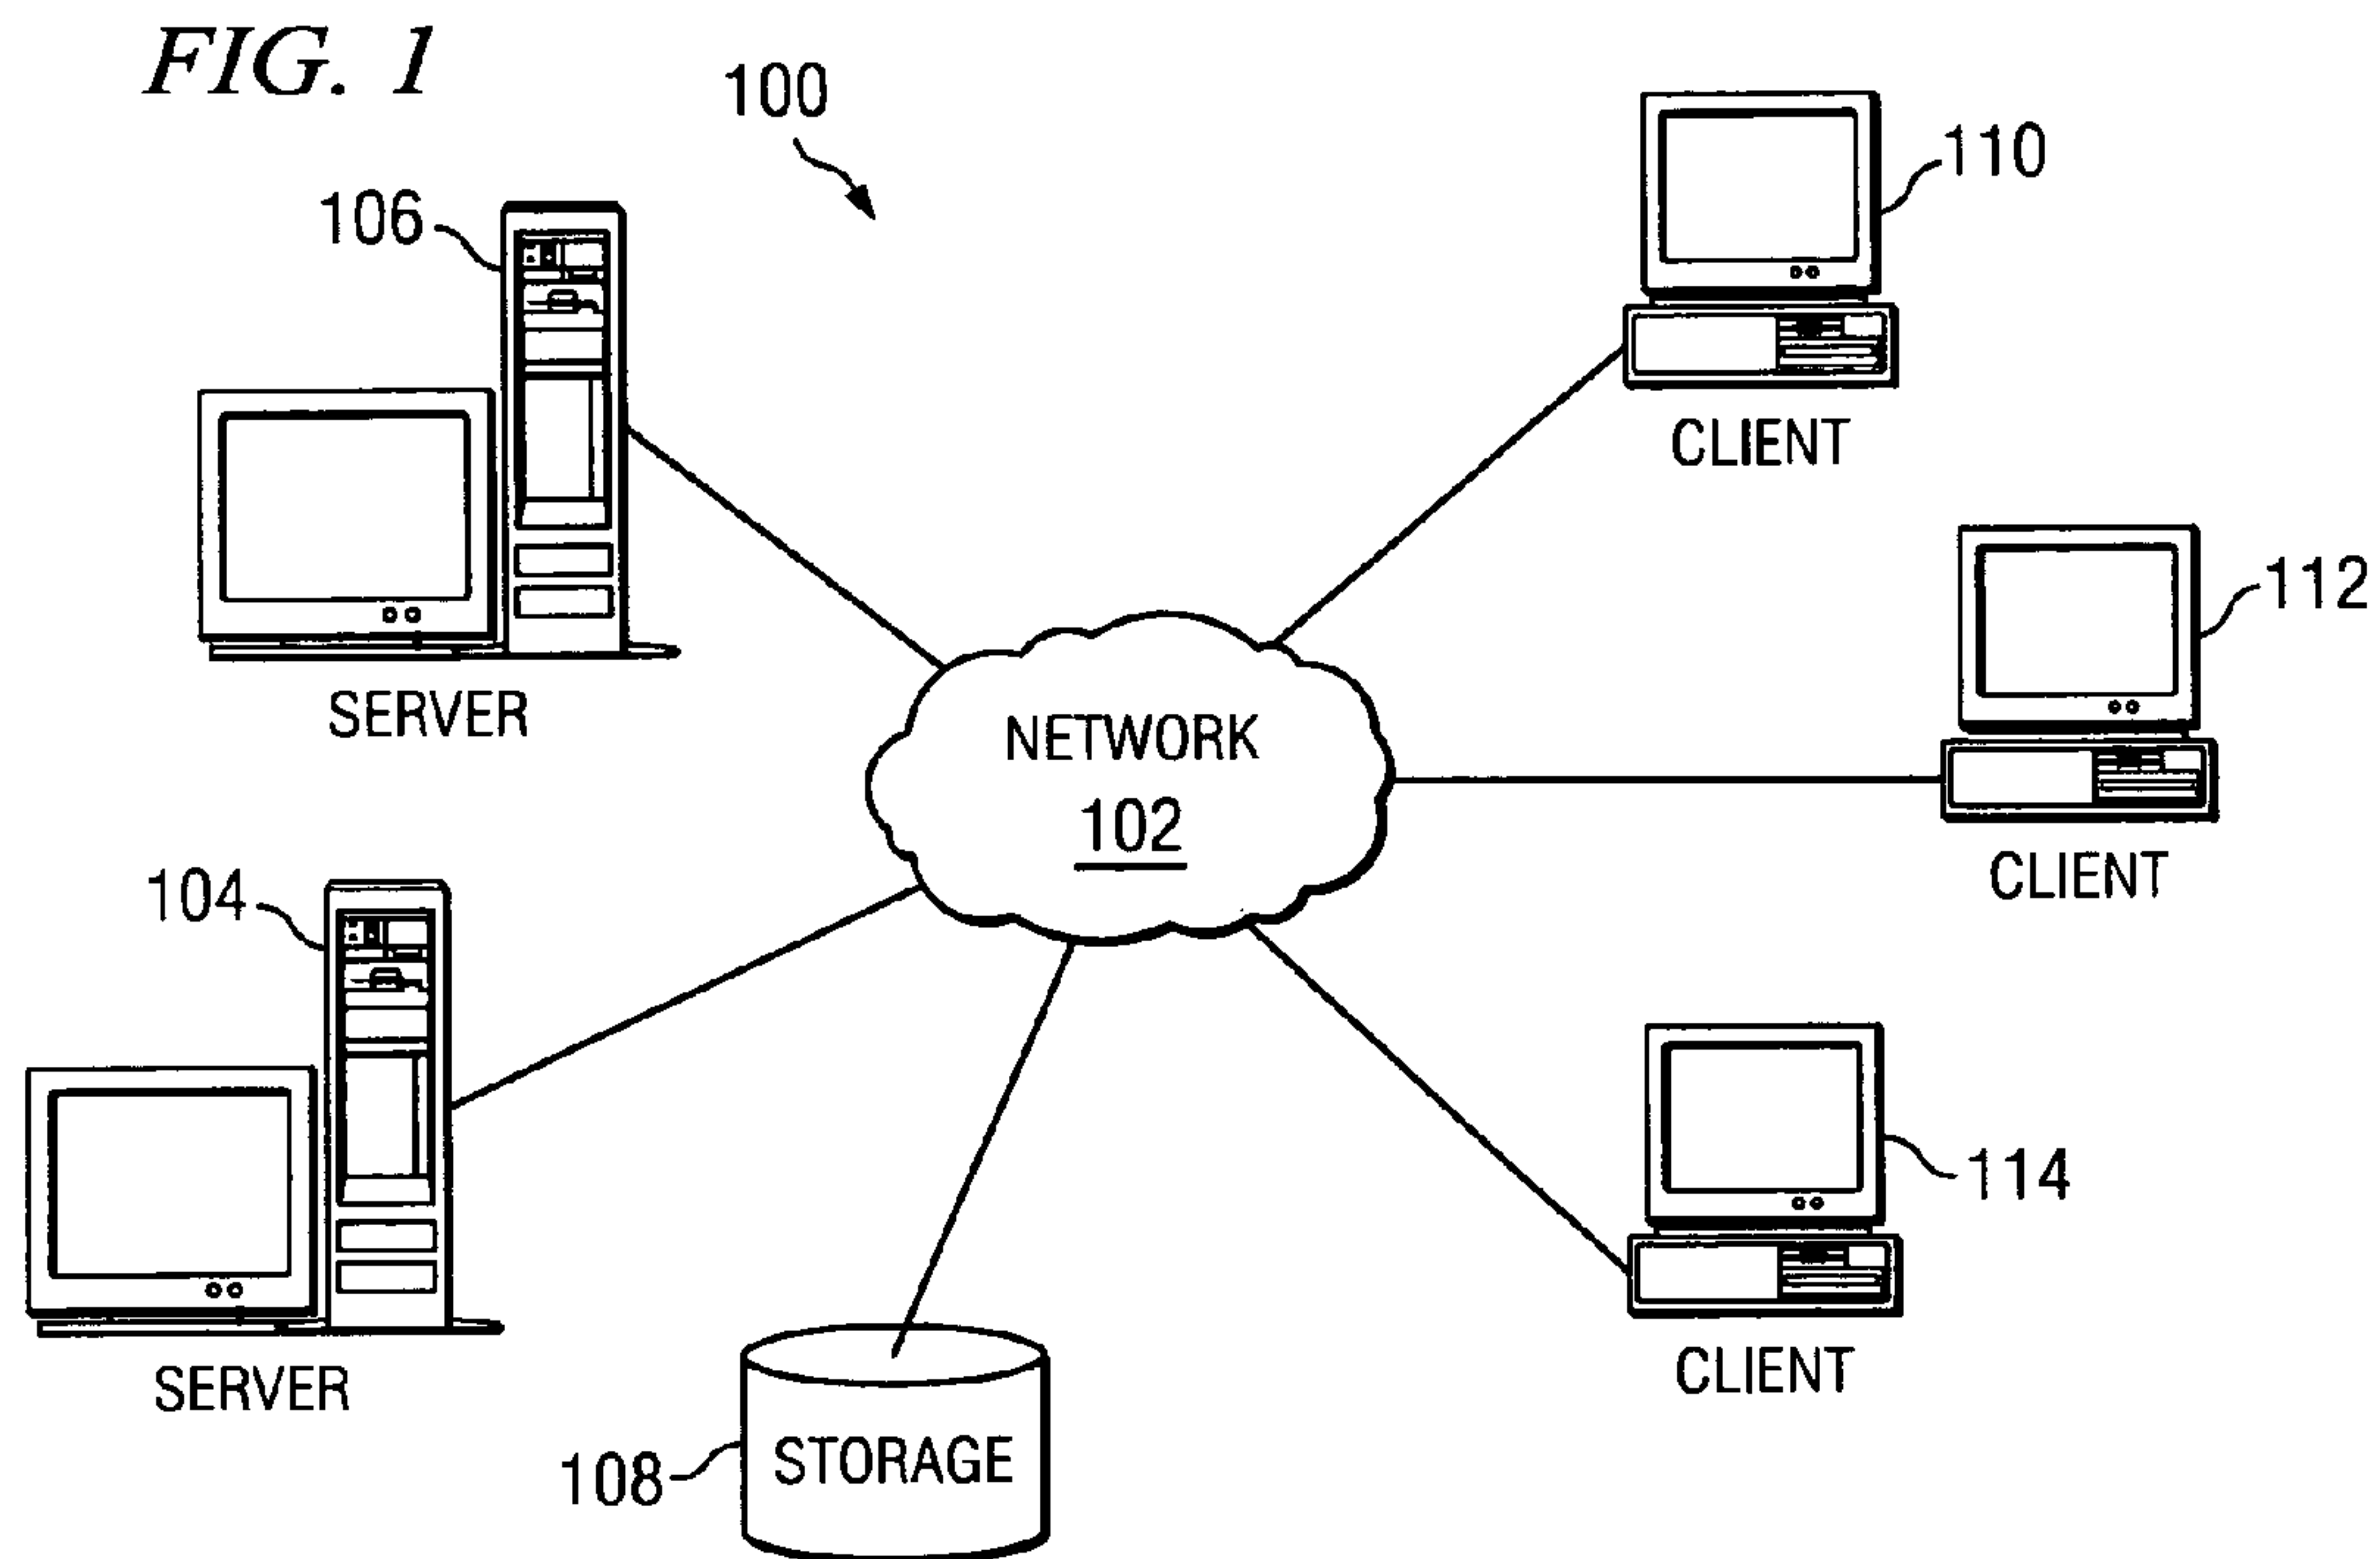 FIG. 1
100
110
106
CLIENT
112
SERVER
NETWORK
102
CLIENT
104
114
SERVER
CLIENT
108
STORAGE